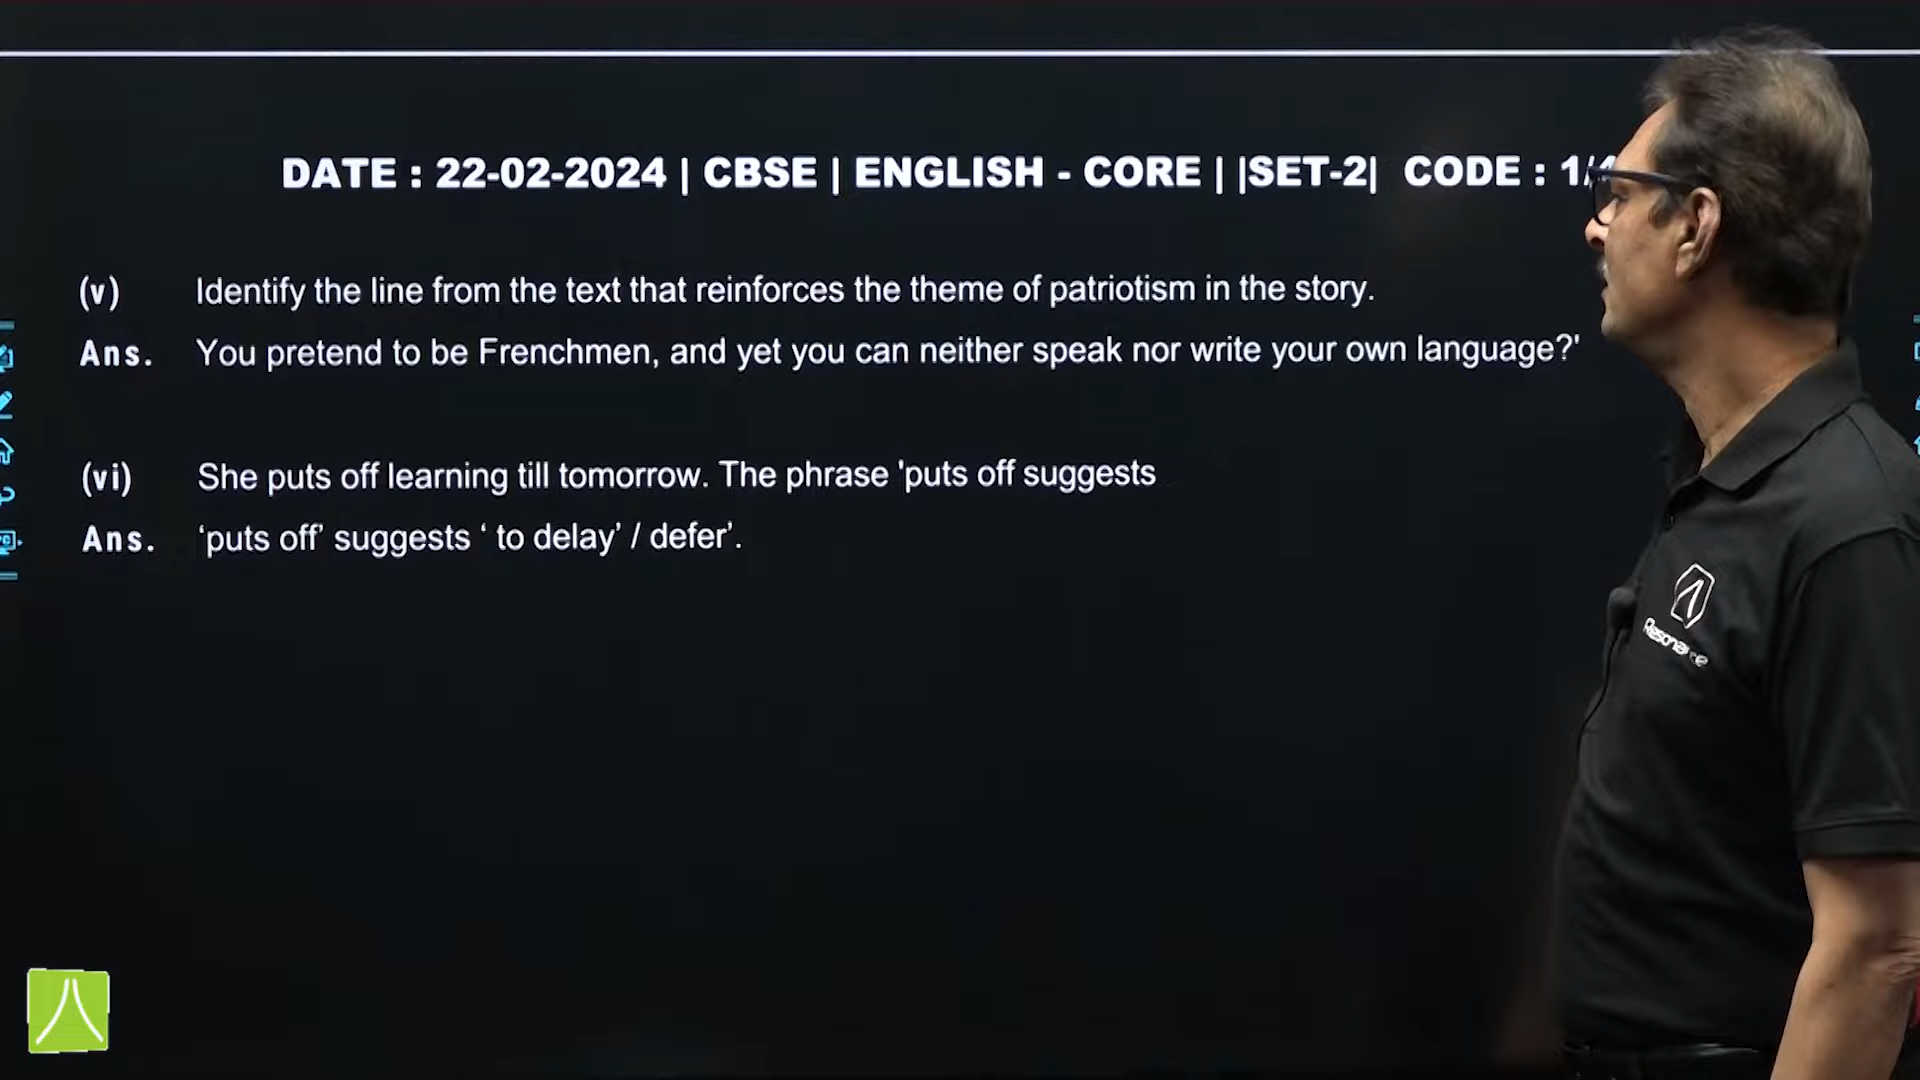 DATE : 22-02-2024 | CBSE | ENGLISH - CORE | |SET-2| CODE : 1/4
(v) Identify the line from the text that reinforces the theme of patriotism in the story.
Ans. You pretend to be Frenchmen, and yet you can neither speak nor write your own language?'
(vi) She puts off learning till tomorrow. The phrase 'puts off suggests
Ans. ‘puts off’ suggests ‘ to delay’ / defer’.
Resonance